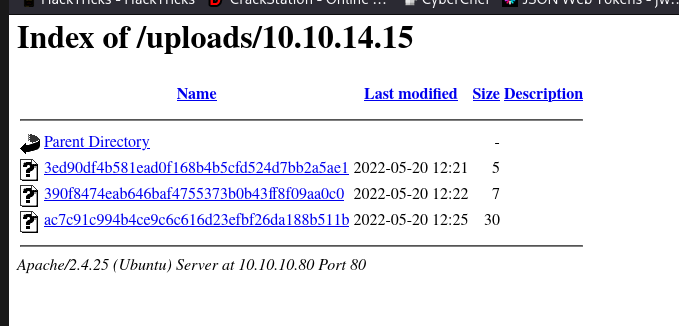 HackTricks - HackTricks CrackStation - Online ... CyberChef JSON Web Tokens - jw...
Index of /uploads/10.10.14.15
Name Last modified Size Description
Parent Directory -
3ed90df4b581ead0f168b4b5cfd524d7bb2a5ae1 2022-05-20 12:21 5
390f8474eab646baf4755373b0b43ff8f09aa0c0 2022-05-20 12:22 7
ac7c91c994b4ce9c6c616d23efbf26da188b511b 2022-05-20 12:25 30
Apache/2.4.25 (Ubuntu) Server at 10.10.10.80 Port 80